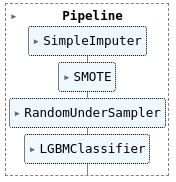 Pipeline
SimpleImputer
SMOTE
RandomUnderSampler
LGBMClassifier